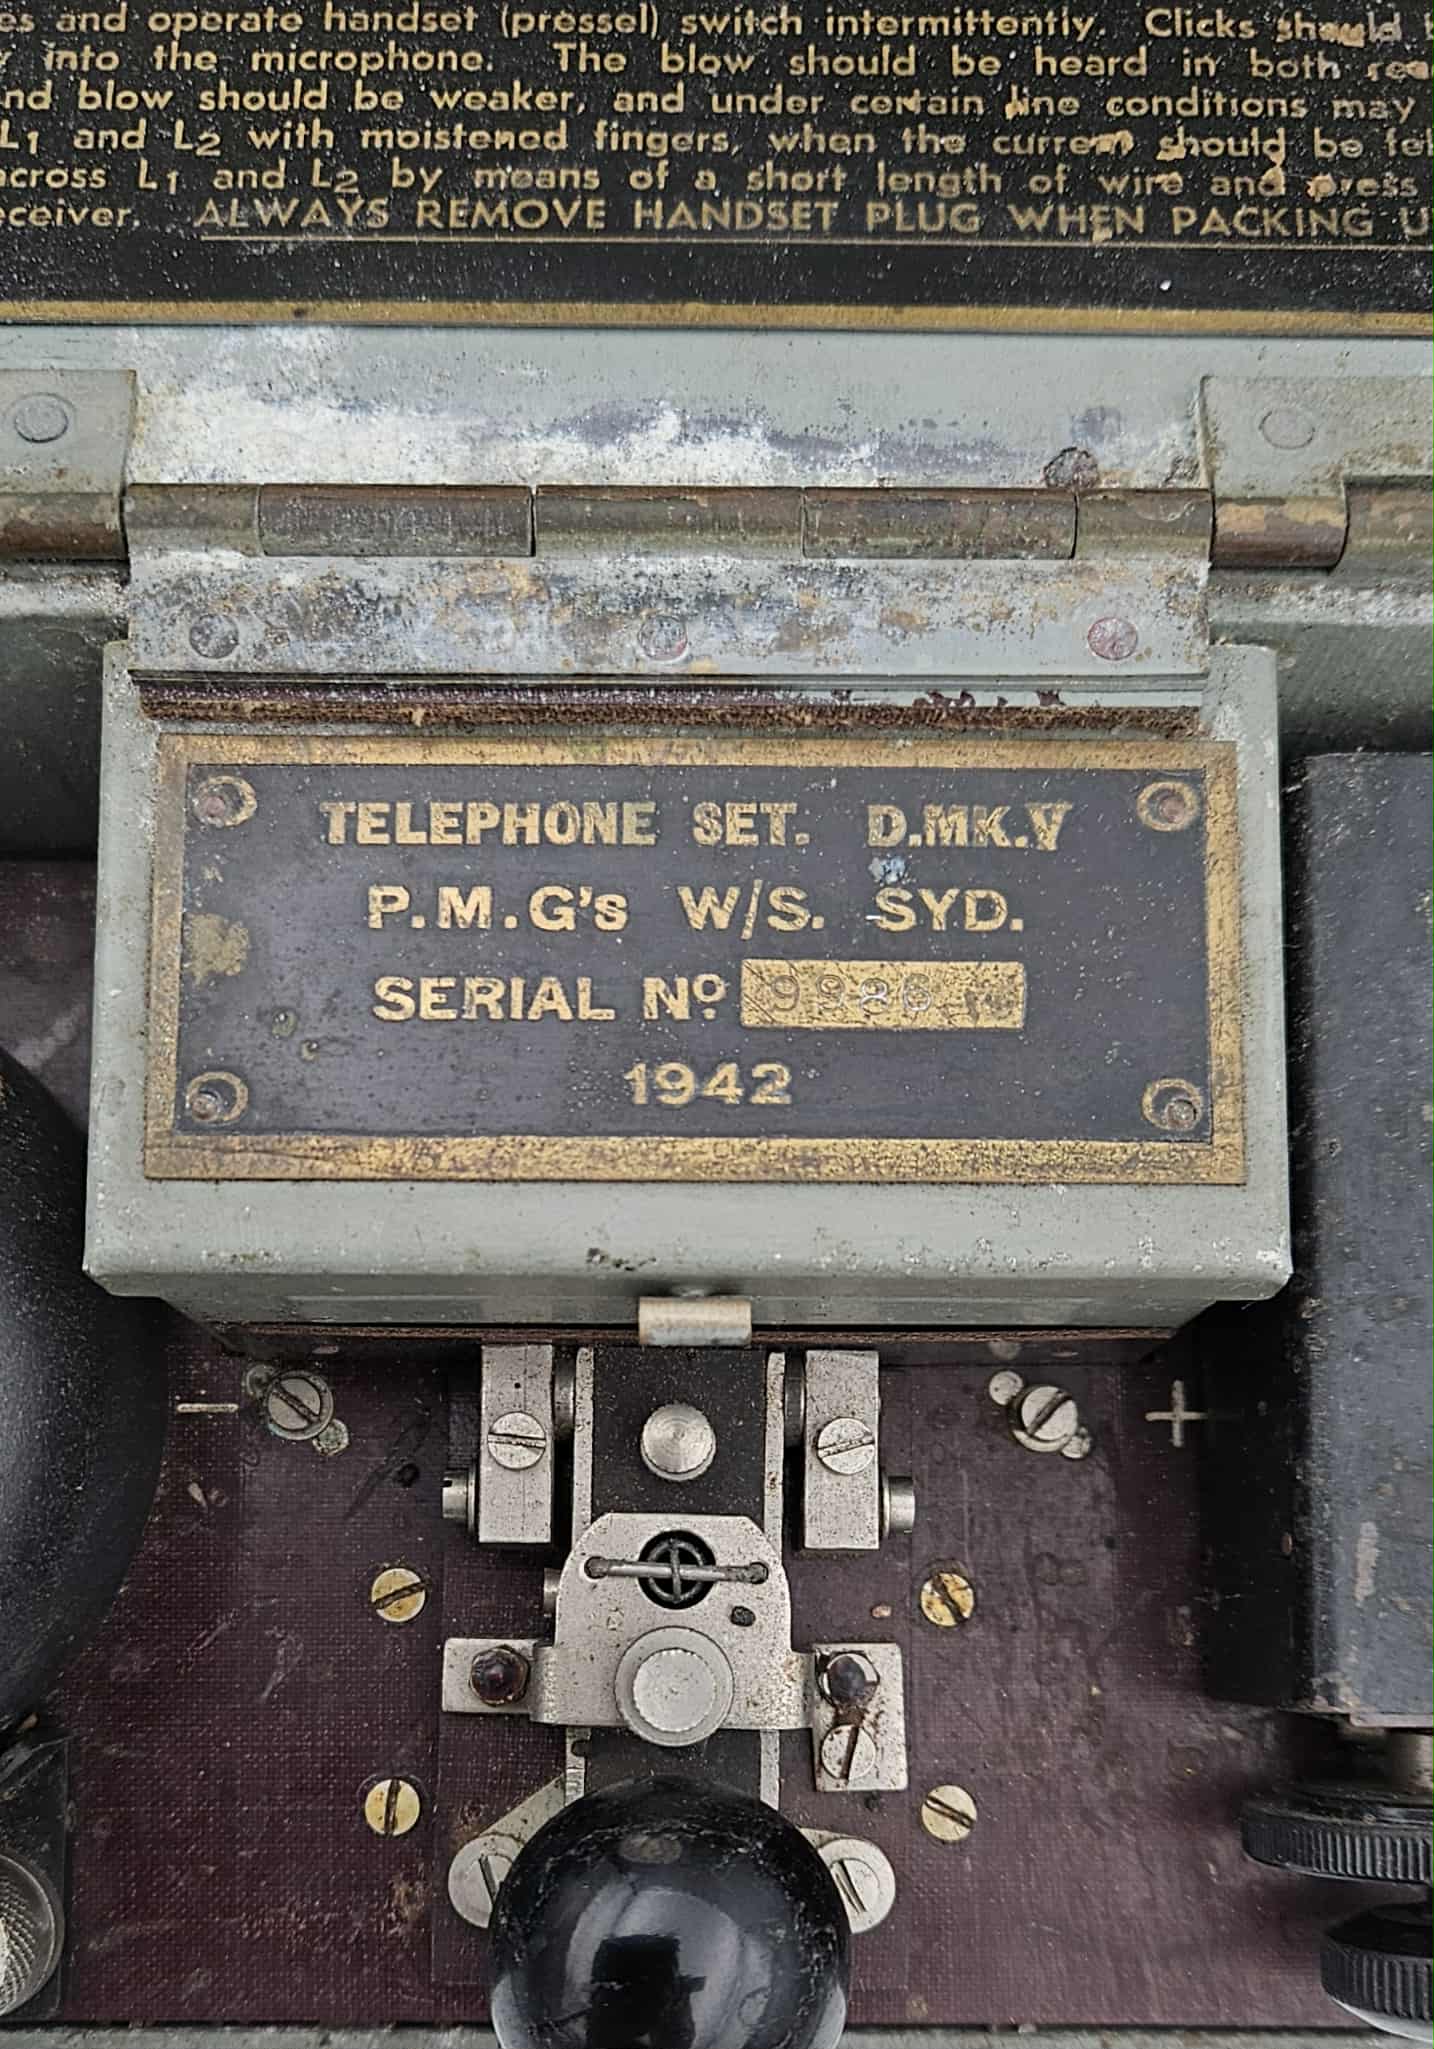 es and operate handset (pressel) switch intermittently. Clicks should
into the microphone. The blow should be heard in both
nd blow should be weaker, and under certain line conditions may
L1 and L2 with moistened fingers, when the current should be fel
across L1 and L2 by means of a short length of wire and press
eceiver. ALWAYS REMOVE HANDSET PLUG WHEN PACKING U
TELEPHONE SET. D.MK.V
P.M.G's W/S. SYD.
SERIAL No 9986
1942
- +